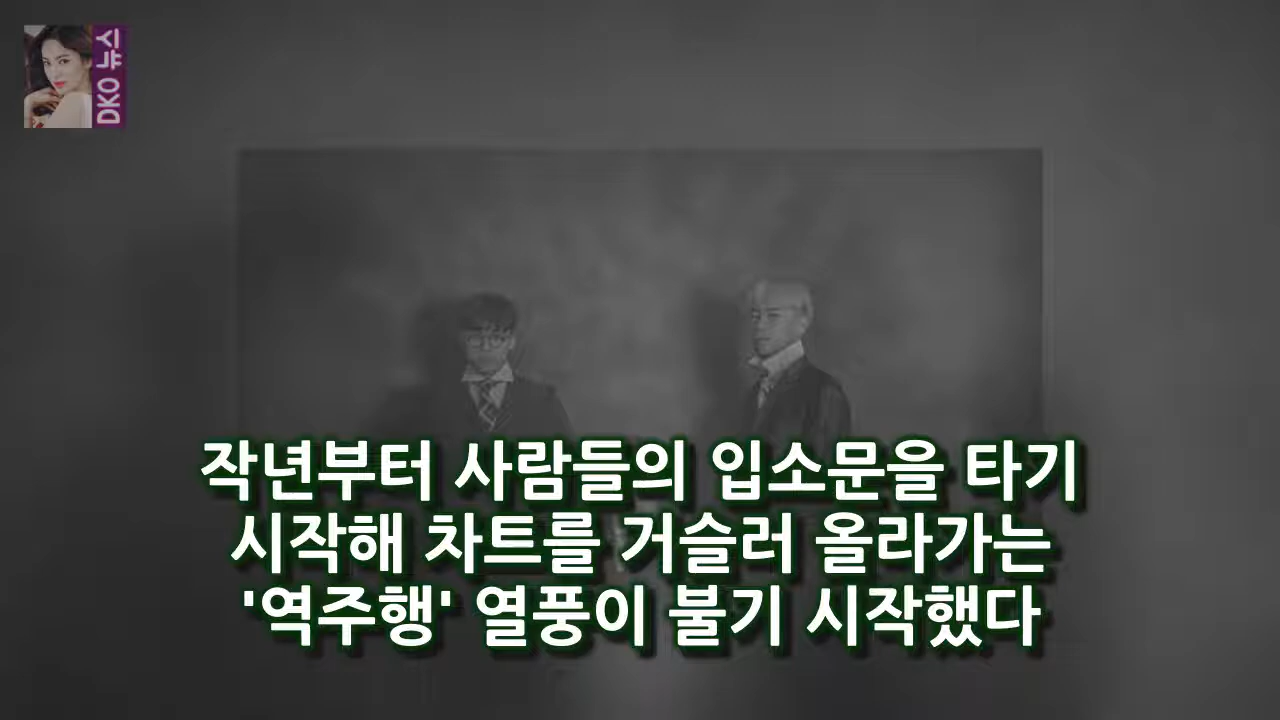 DKO 뉴스
작년부터 사람들의 입소문을 타기
시작해 차트를 거슬러 올라가는
'역주행' 열풍이 불기 시작했다